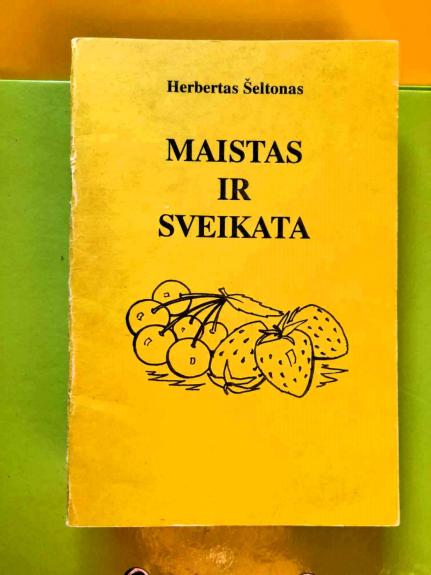 Herbertas Šeltonas
MAISTAS
IR
SVEIKATA